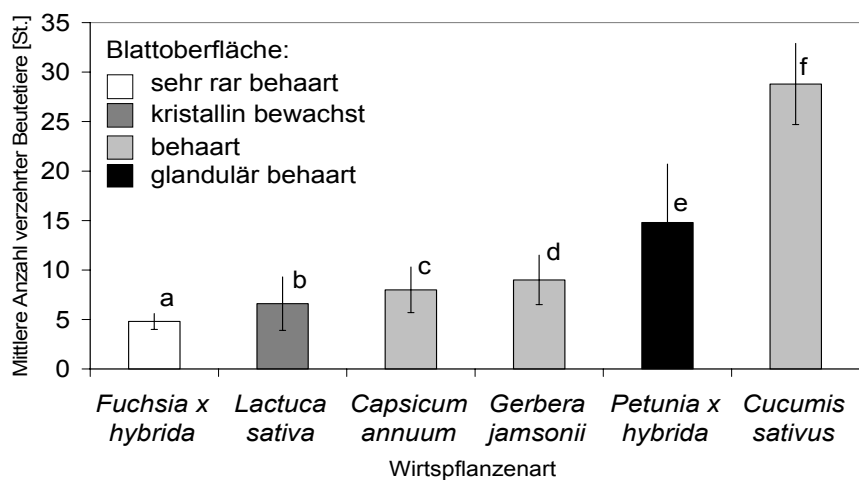 Mittlere Anzahl verzehrter Beutetiere [St.]
35
30
25
20
15
10
5
0
Blattoberfläche:
sehr rar behaart
kristallin bewachst
behaart
glandulär behaart
a
b
c
d
e
f
Fuchsia x
hybrida
Lactuca
sativa
Capsicum
annuum
Gerbera
jamsonii
Petunia x
hybrida
Cucumis
sativus
Wirtspflanzenart